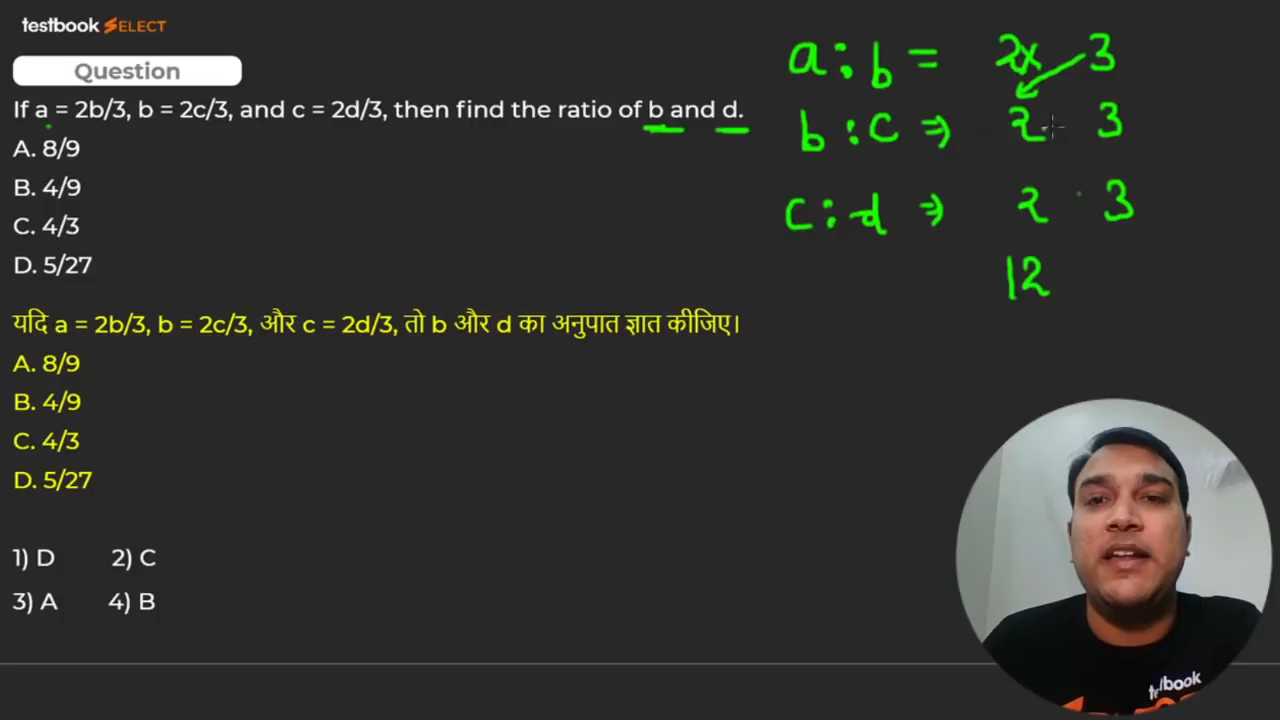 testbook SELECT
Question
If a = 2b/3, b = 2c/3, and c = 2d/3, then find the ratio of b and d.
A. 8/9
B. 4/9
C. 4/3
D. 5/27
यदि a = 2b/3, b = 2c/3, और c = 2d/3, तो b और d का अनुपात ज्ञात कीजिए।
A. 8/9
B. 4/9
C. 4/3
D. 5/27
1) D 2) C
3) A 4) B
a : b = 2x 3
b : c ⇒ 2 3
c : d ⇒ 2 3
12